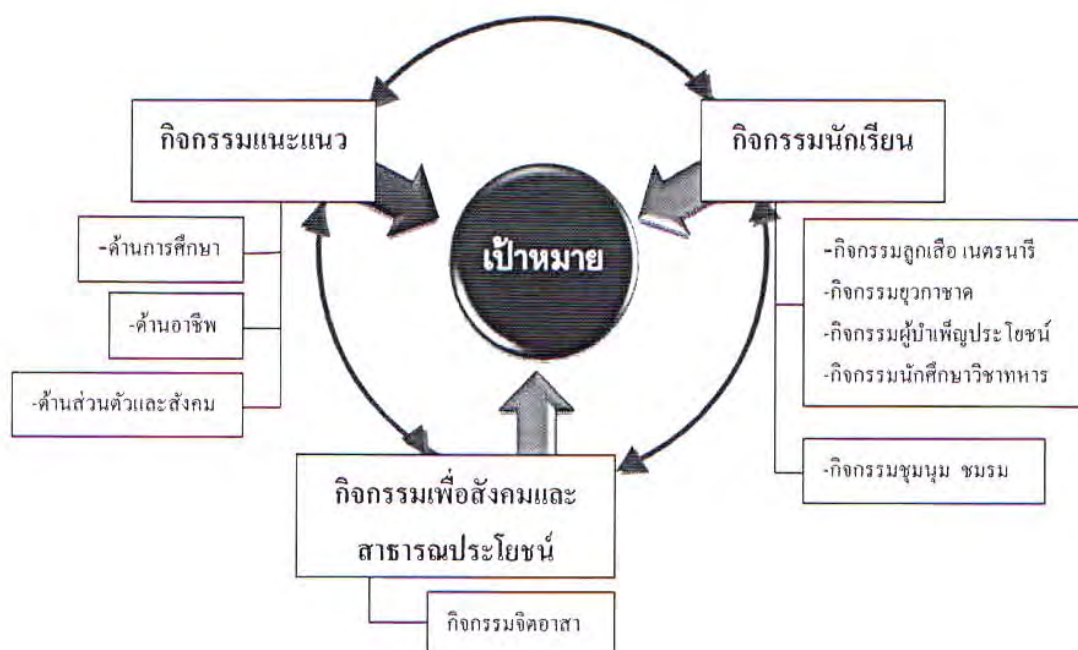 กิจกรรมแนะแนว
-ด้านการศึกษา
-ด้านอาชีพ
-ด้านส่วนตัวและสังคม
เป้าหมาย
กิจกรรมนักเรียน
-กิจกรรมลูกเสือ เนตรนารี
-กิจกรรมยุวกาชาด
-กิจกรรมผู้บำเพ็ญประโยชน์
-กิจกรรมนักศึกษาวิชาทหาร
-กิจกรรมชุมนุม ชมรม
กิจกรรมเพื่อสังคมและ
สาธารณประโยชน์
กิจกรรมจิตอาสา